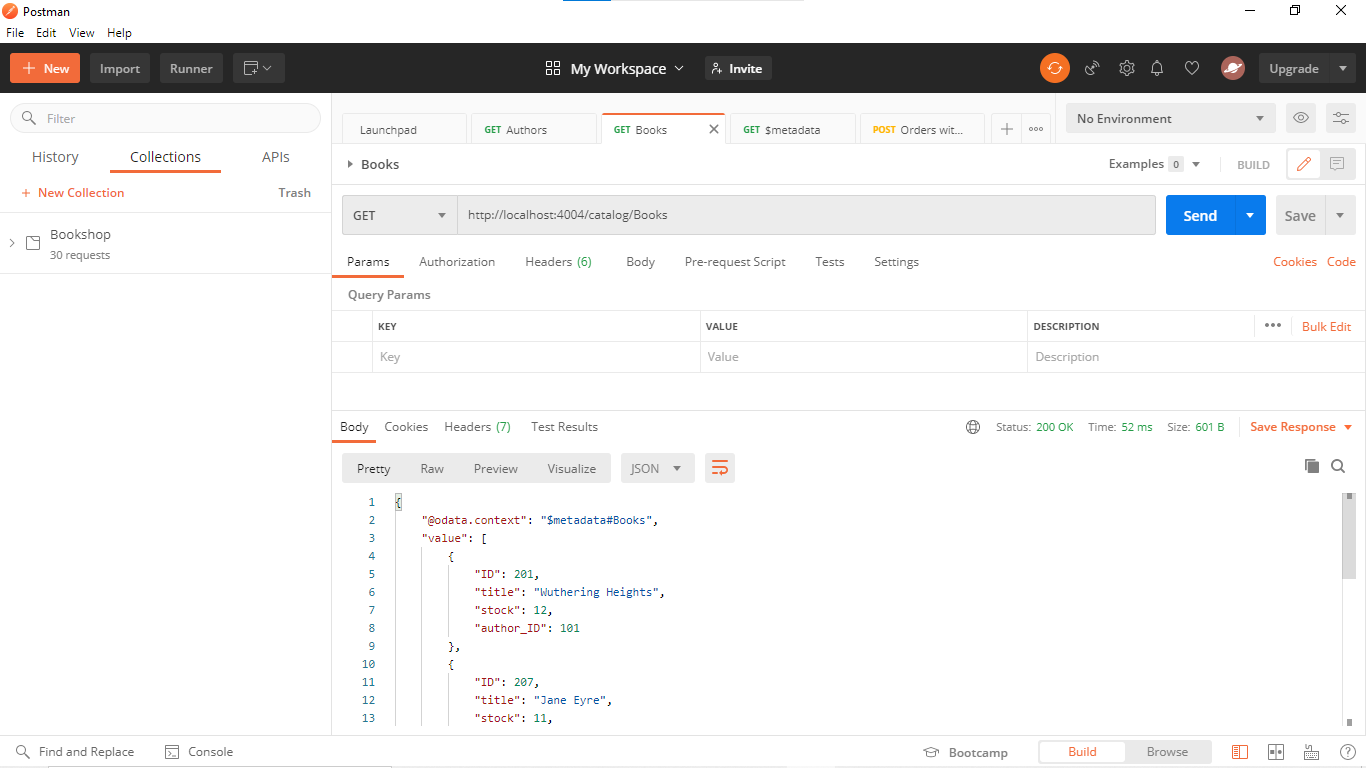 Postman
File Edit View Help
New Import Runner My Workspace Invite Upgrade
Filter
History Collections APIs
+ New Collection Trash
Bookshop
30 requests
Launchpad GET Authors GET Books GET $metadata POST Orders wit... No Environment
Books Examples 0 BUILD
GET http://localhost:4004/catalog/Books Send Save
Params Authorization Headers (6) Body Pre-request Script Tests Settings Cookies Code
Query Params
KEY VALUE DESCRIPTION Bulk Edit
Key Value Description
Body Cookies Headers (7) Test Results Status: 200 OK Time: 52 ms Size: 601 B Save Response
Pretty Raw Preview Visualize JSON
1 {
2 "@odata.context": "$metadata#Books",
3 "value": [
4 {
5 "ID": 201,
6 "title": "Wuthering Heights",
7 "stock": 12,
8 "author_ID": 101
9 },
10 {
11 "ID": 207,
12 "title": "Jane Eyre",
13 "stock": 11,
Find and Replace Console Bootcamp Build Browse